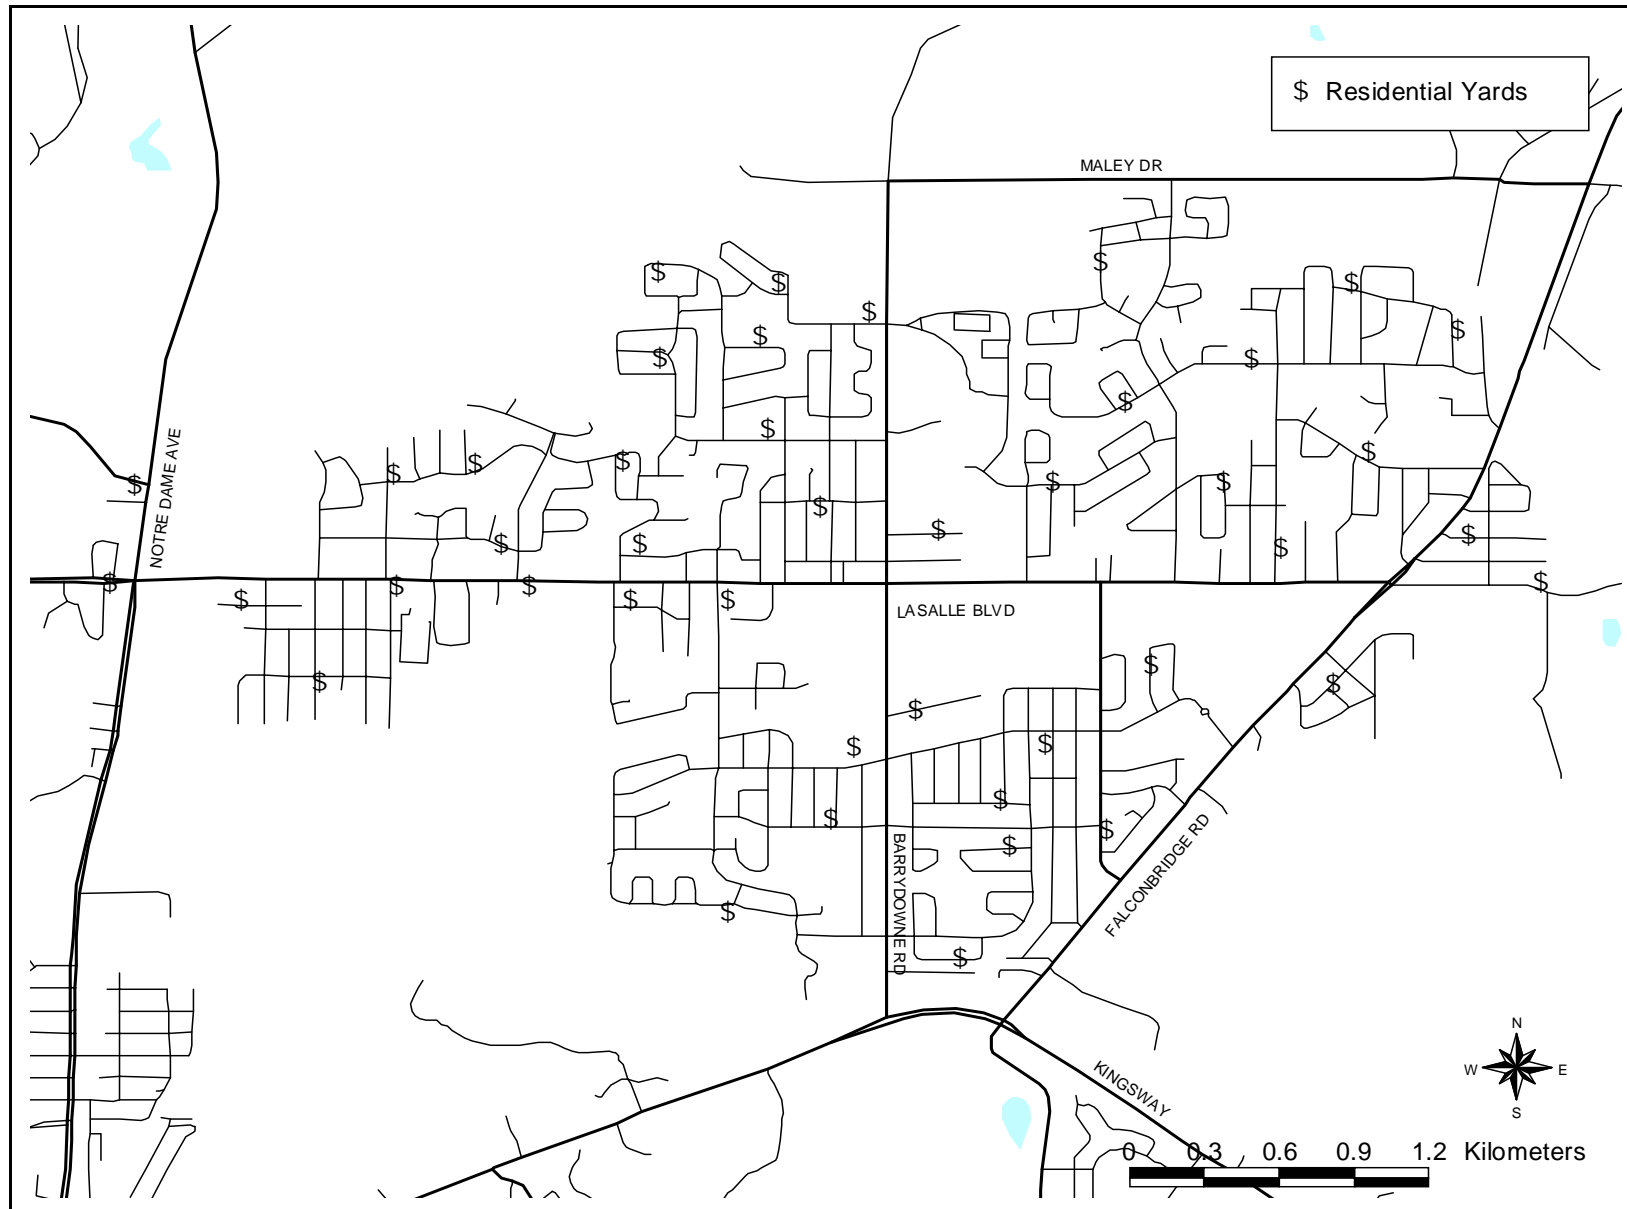 $ Residential Yards
MALEY DR
NOTRE DAME AVE
LASALLE BLVD
BARRYDOWNE RD
FALCONBRIDGE RD
KINGSWAY
N
W E
S
0 0.3 0.6 0.9 1.2 Kilometers